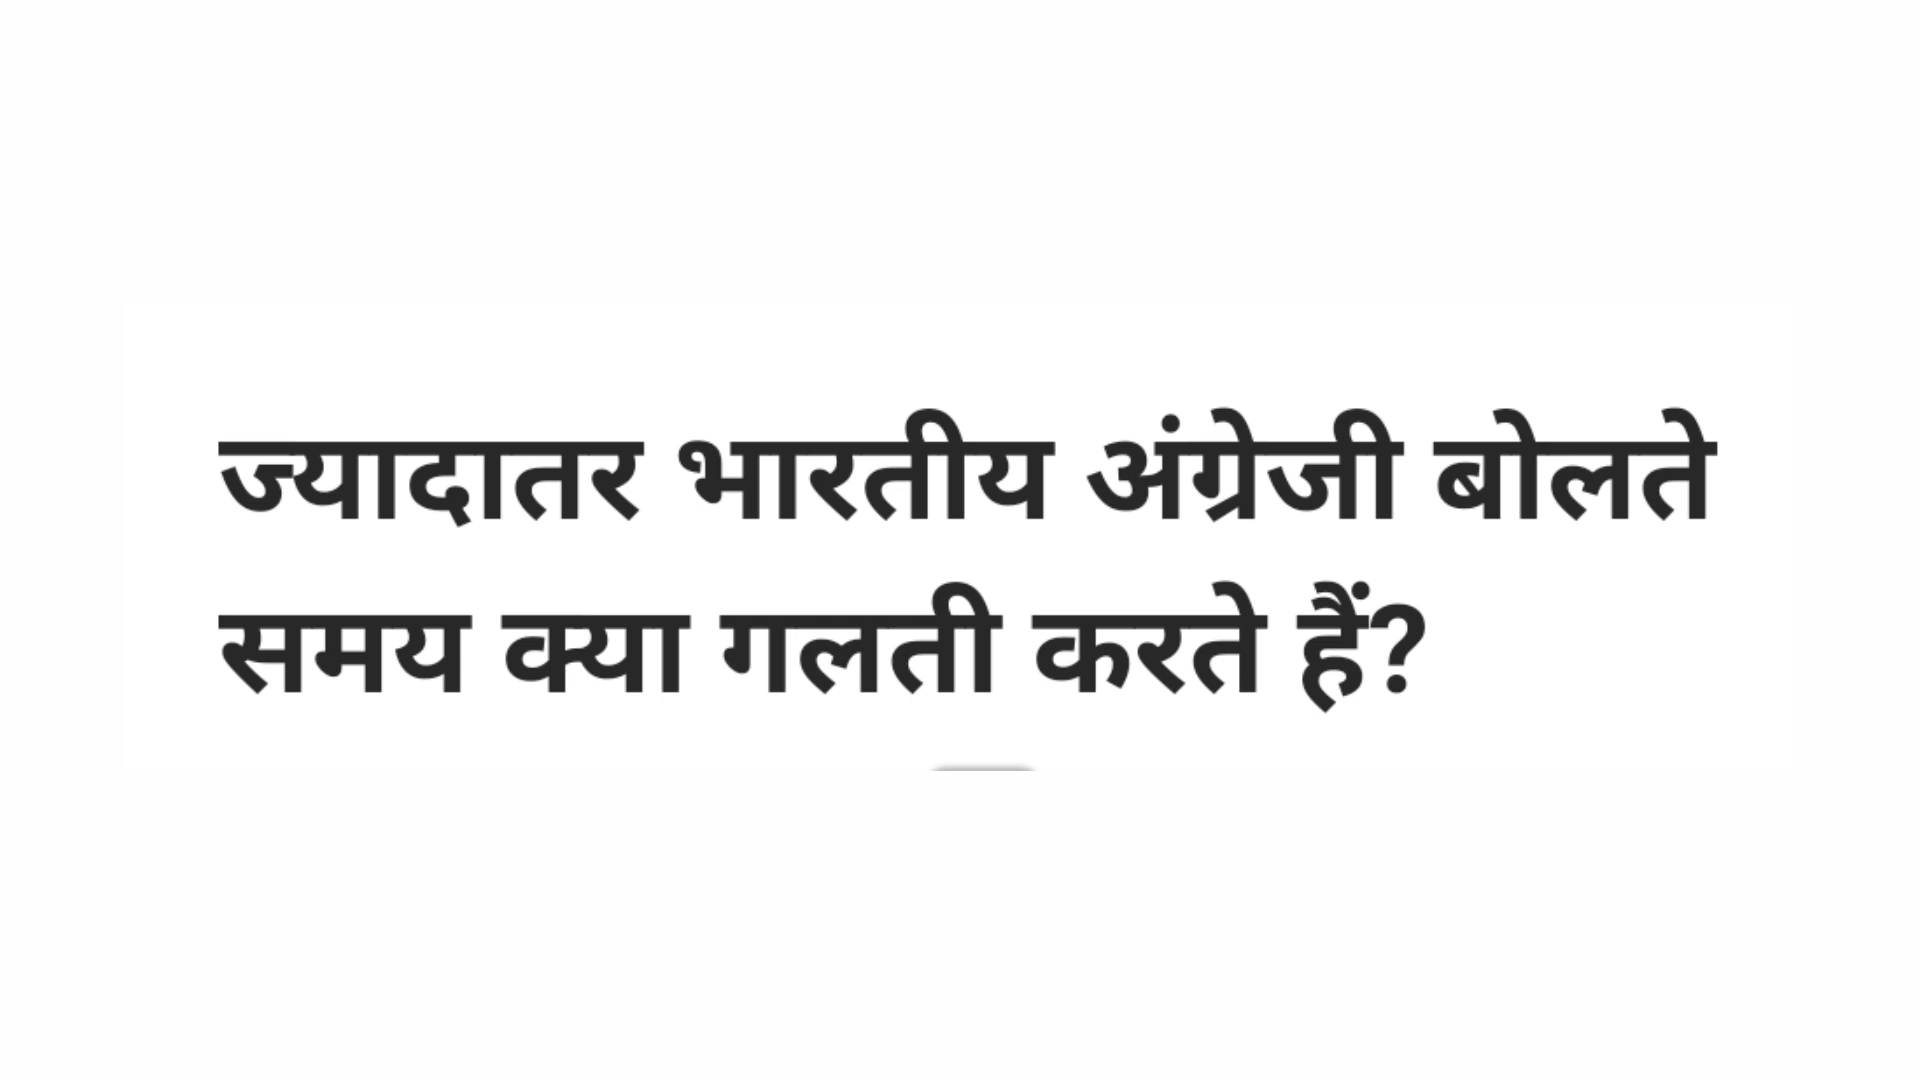 ज्यादातर भारतीय अंग्रेजी बोलते
समय क्या गलती करते हैं?